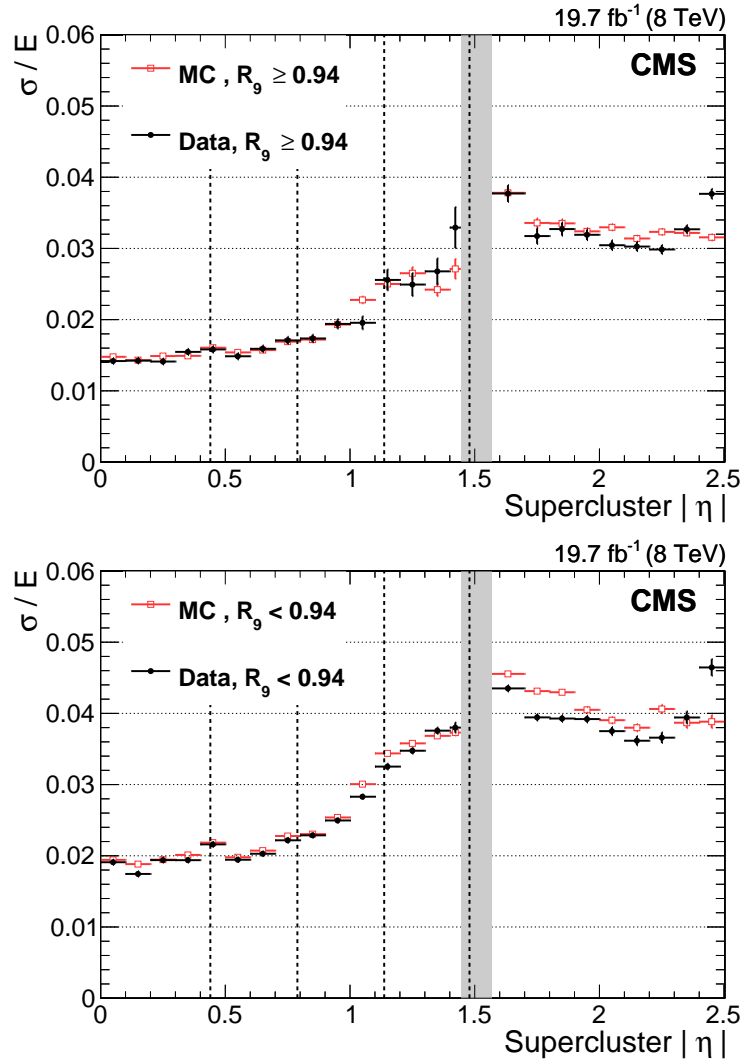 19.7 fb⁻¹ (8 TeV)
σ / E
0.06
0.05
0.04
0.03
0.02
0.01
0
MC , R₉ ≥ 0.94
Data, R₉ ≥ 0.94
CMS
0 0.5 1 1.5 2 2.5
Supercluster | η |
19.7 fb⁻¹ (8 TeV)
σ / E
0.06
0.05
0.04
0.03
0.02
0.01
0
MC , R₉ < 0.94
Data, R₉ < 0.94
CMS
0 0.5 1 1.5 2 2.5
Supercluster | η |